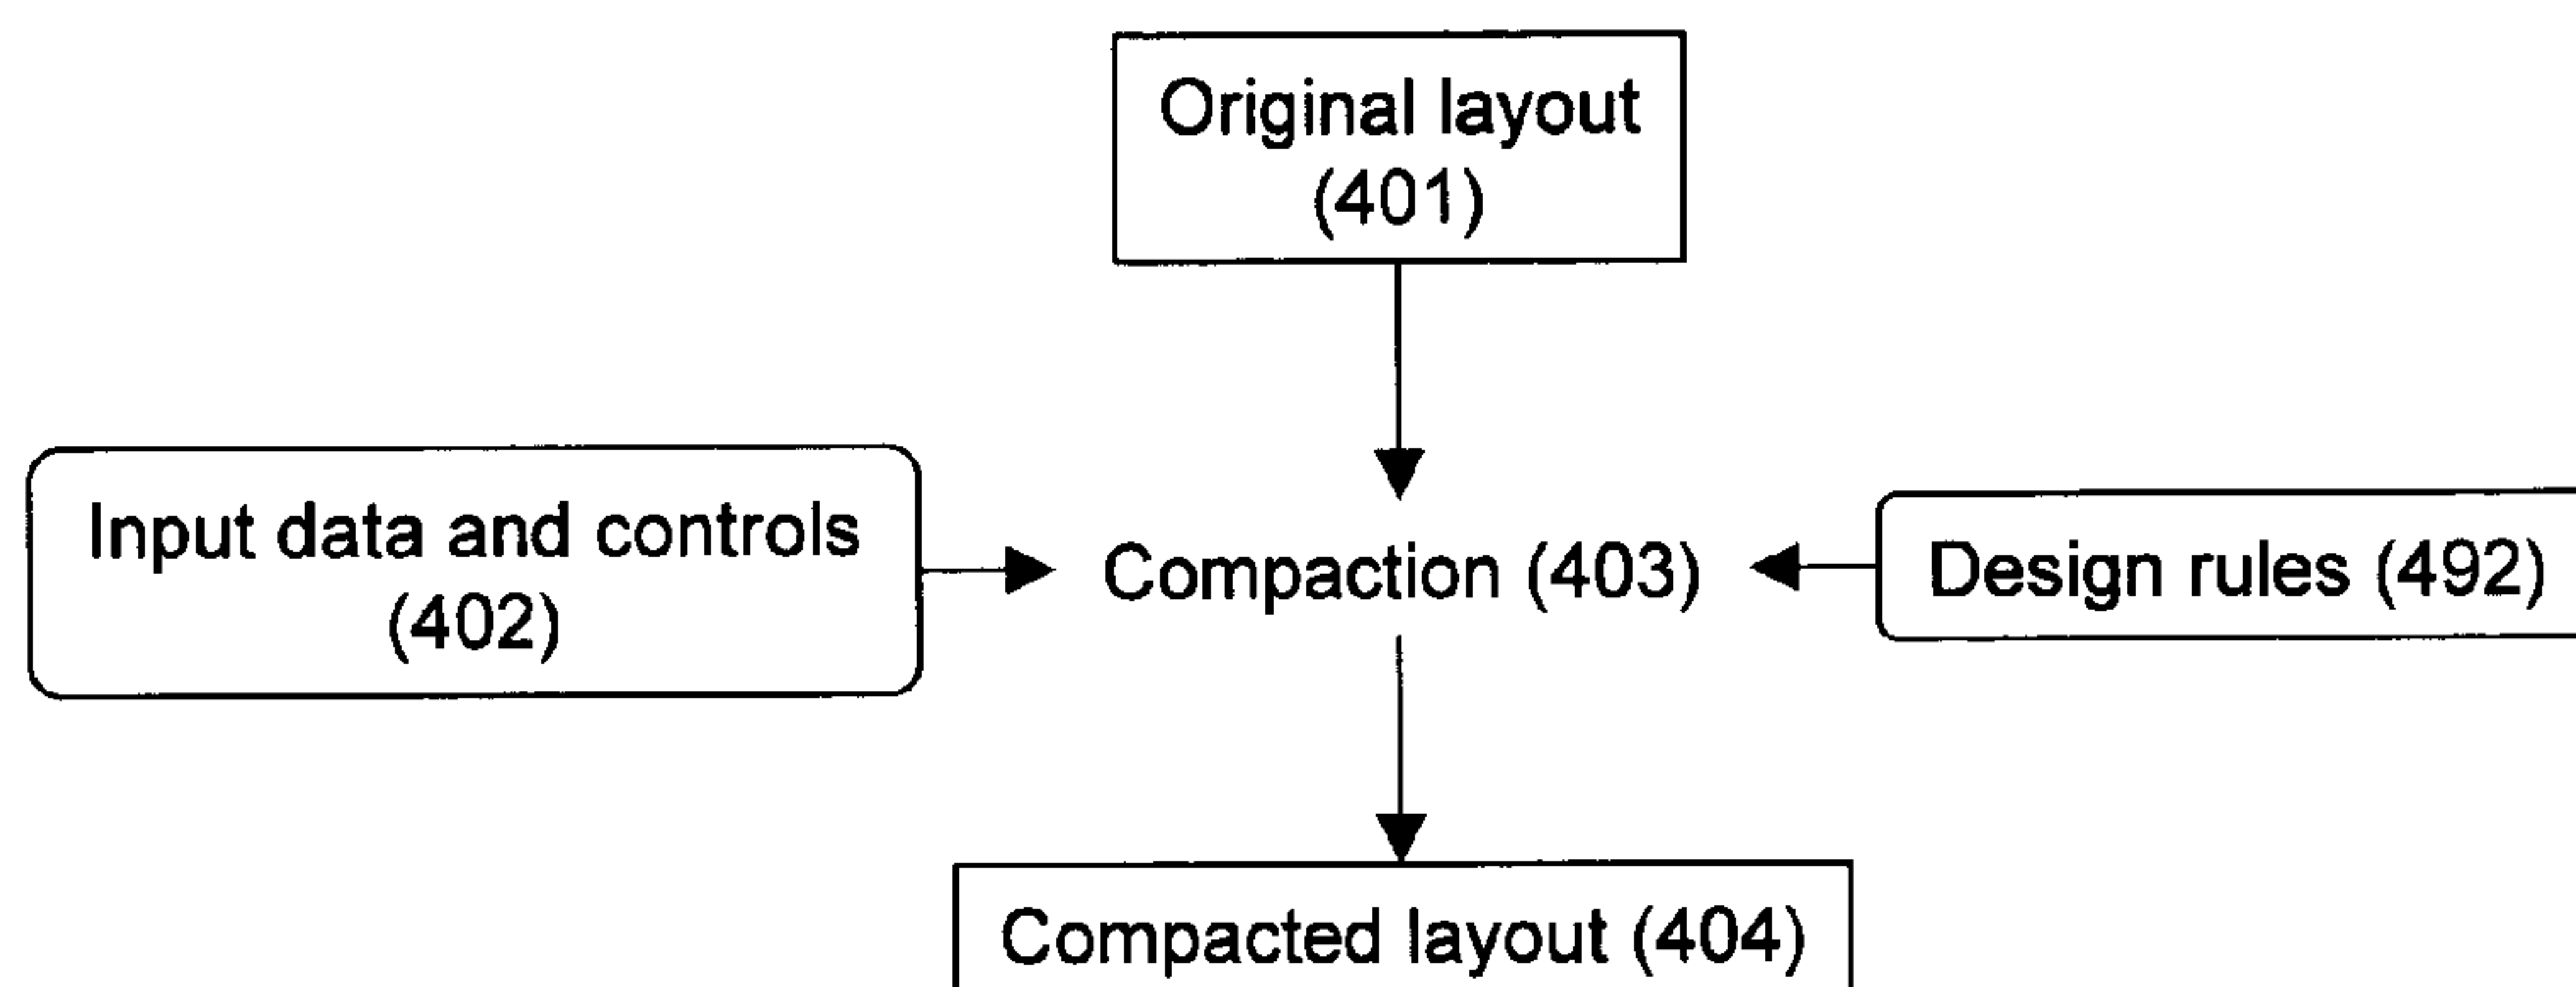 Original layout
(401)
Input data and controls
(402)
Compaction (403)
Design rules (492)
Compacted layout (404)